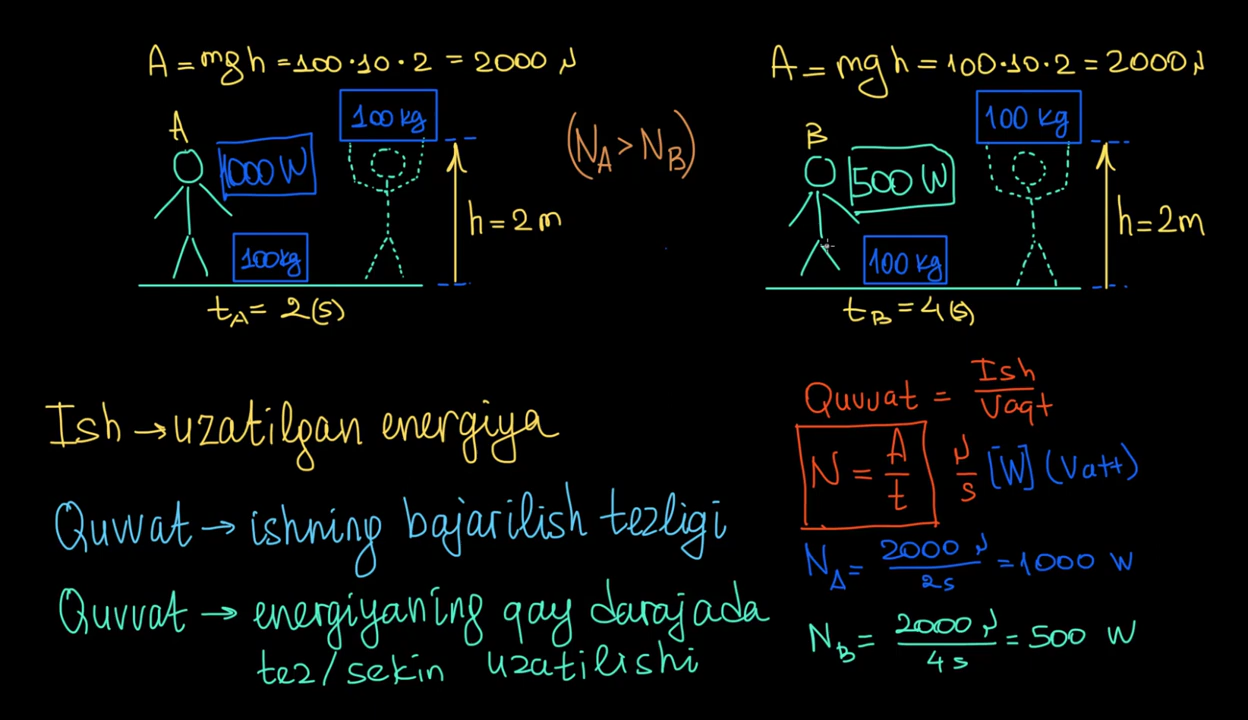 A = mgh = 100·10·2 = 2000 J
A
1000 W
100 kg
100kg
h = 2 m
t_A = 2(s)
(N_A > N_B)
A = mgh = 100·10·2 = 2000 J
B
500 W
100 kg
100 kg
h = 2m
t_B = 4(s)
Ish → uzatilgan energiya
Quvvat → ishning bajarilish tezligi
Quvvat → energiyaning qay darajada
tez/sekin uzatilishi
Quvvat = Ish/Vaqt
N = A/t J/s [W] (Vatt)
N_A = 2000 J/2s = 1000 W
N_B = 2000 J/4s = 500 W